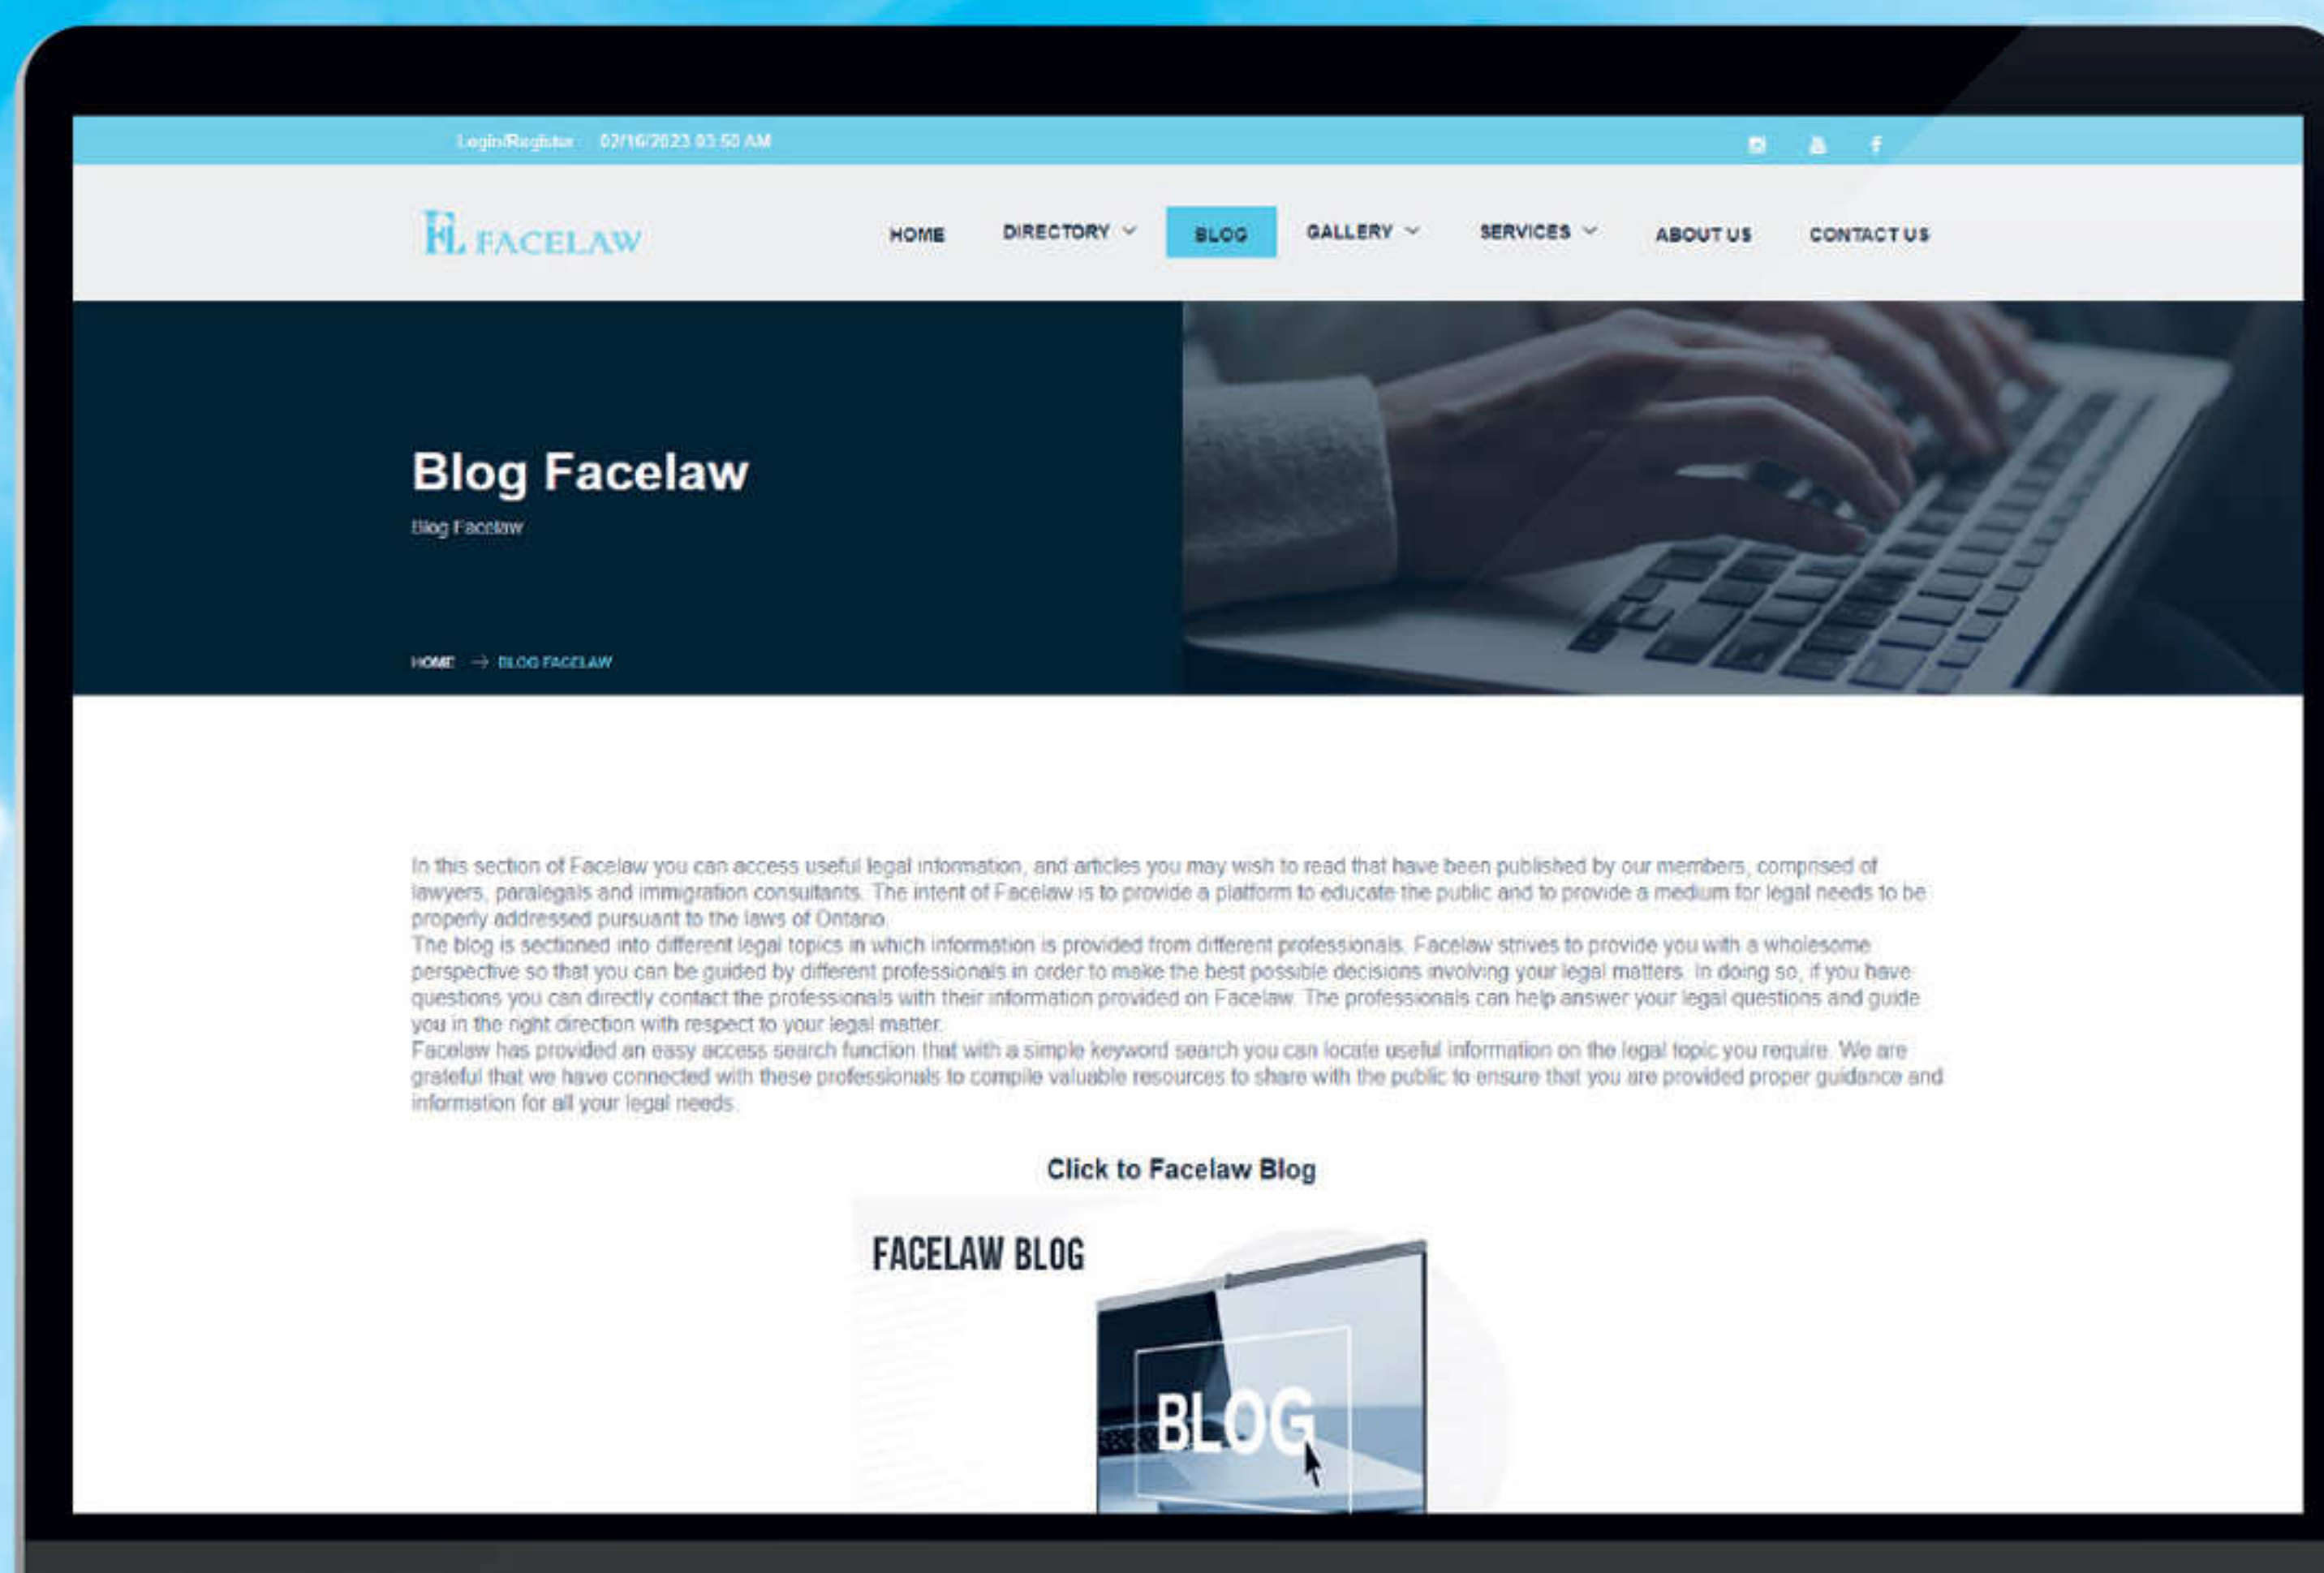 Login/Register 02/16/2023 03:50 AM
FL FACELAW
HOME DIRECTORY BLOG GALLERY SERVICES ABOUT US CONTACT US
Blog Facelaw
Blog Facelaw
HOME → BLOG FACELAW
In this section of Facelaw you can access useful legal information, and articles you may wish to read that have been published by our members, comprised of
lawyers, paralegals and immigration consultants. The intent of Facelaw is to provide a platform to educate the public and to provide a medium for legal needs to be
properly addressed pursuant to the laws of Ontario.
The blog is sectioned into different legal topics in which information is provided from different professionals. Facelaw strives to provide you with a wholesome
perspective so that you can be guided by different professionals in order to make the best possible decisions involving your legal matters. In doing so, if you have
questions you can directly contact the professionals with their information provided on Facelaw. The professionals can help answer your legal questions and guide
you in the right direction with respect to your legal matter.
Facelaw has provided an easy access search function that with a simple keyword search you can locate useful information on the legal topic you require. We are
grateful that we have connected with these professionals to compile valuable resources to share with the public to ensure that you are provided proper guidance and
information for all your legal needs.
Click to Facelaw Blog
FACELAW BLOG
BLOG